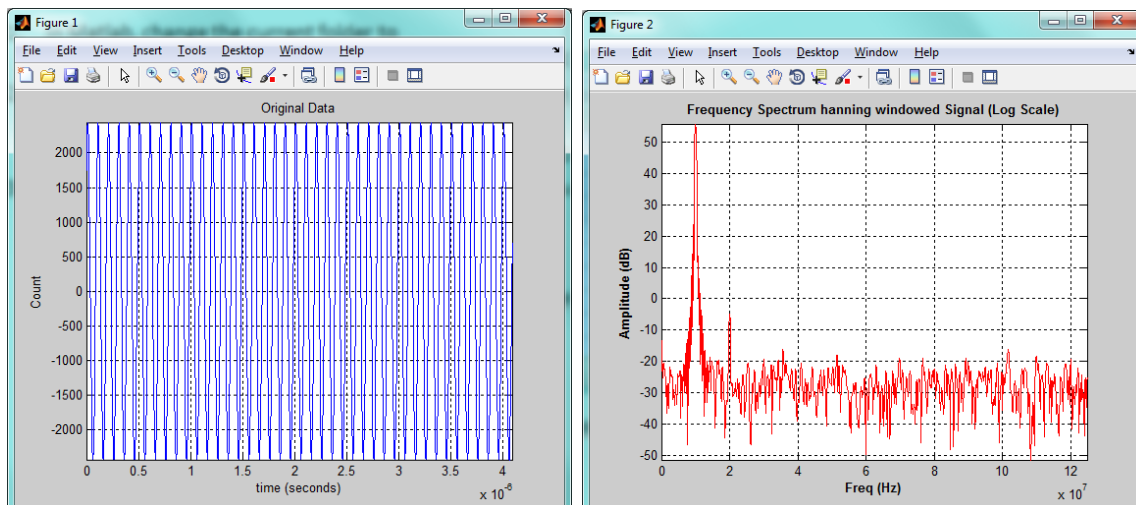 Figure 1
File Edit View Insert Tools Desktop Window Help
Original Data
Count
2000
1500
1000
500
0
-500
-1000
-1500
-2000
0 0.5 1 1.5 2 2.5 3 3.5 4
time (seconds)
x 10⁻⁶
Figure 2
File Edit View Insert Tools Desktop Window Help
Frequency Spectrum hanning windowed Signal (Log Scale)
Amplitude (dB)
50
40
30
20
10
0
-10
-20
-30
-40
-50
0 2 4 6 8 10 12
Freq (Hz)
x 10⁷